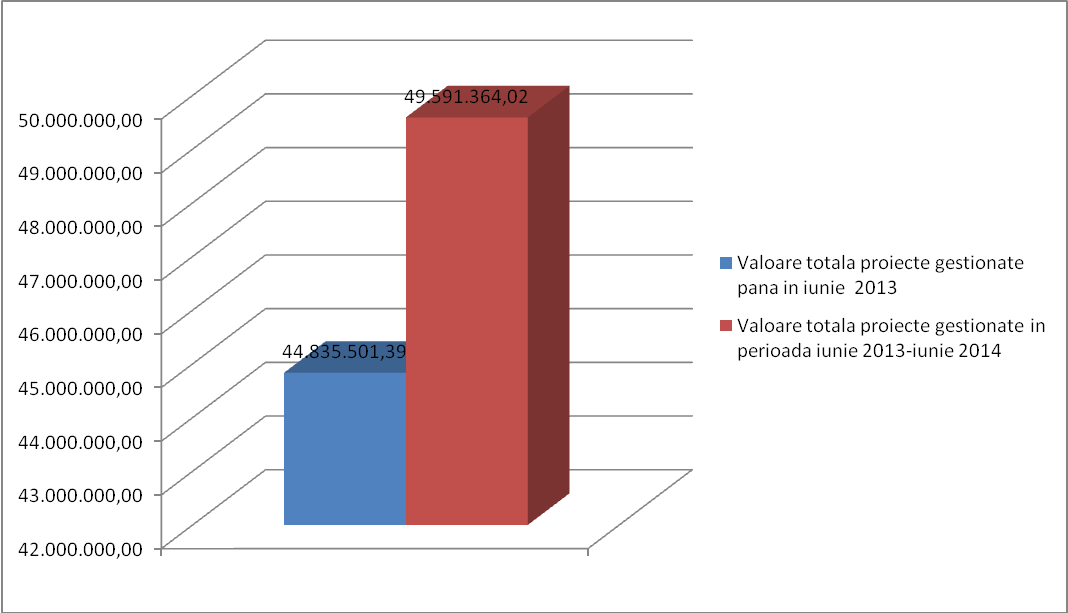 50.000.000,00
49.000.000,00
48.000.000,00
47.000.000,00
46.000.000,00
45.000.000,00
44.000.000,00
43.000.000,00
42.000.000,00
44.835.501,39
49.591.364,02
Valoare totala proiecte gestionate
pana in iunie 2013
Valoare totala proiecte gestionate in
perioada iunie 2013-iunie 2014